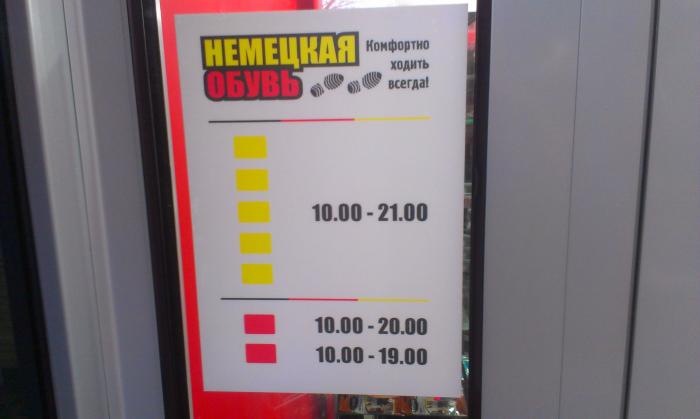 НЕМЕЦКАЯ
ОБУВЬ
Комфортно
ходить
всегда!
10.00 - 21.00
10.00 - 20.00
10.00 - 19.00